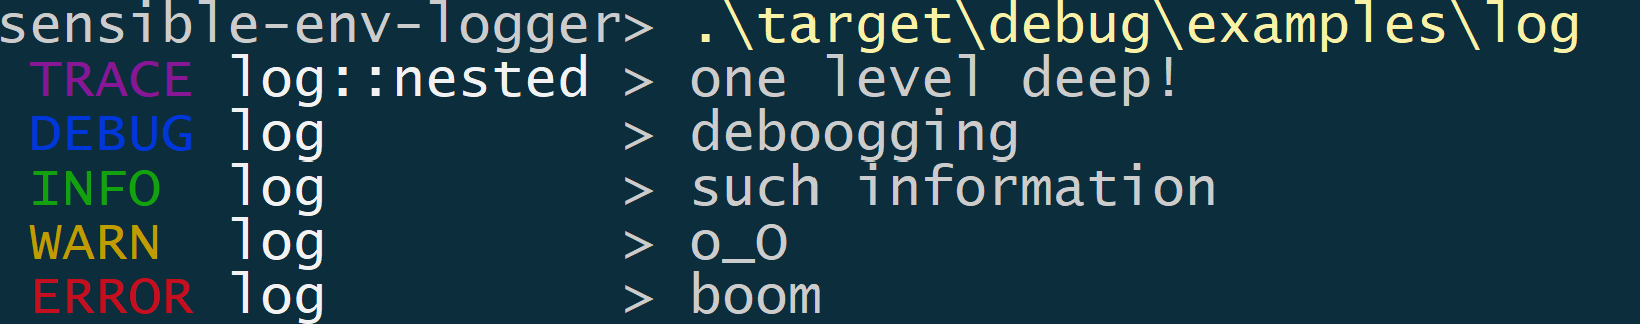 sensible-env-logger> .\target\debug\examples\log
TRACE log::nested > one level deep!
DEBUG log > deboogging
INFO log > such information
WARN log > o_O
ERROR log > boom